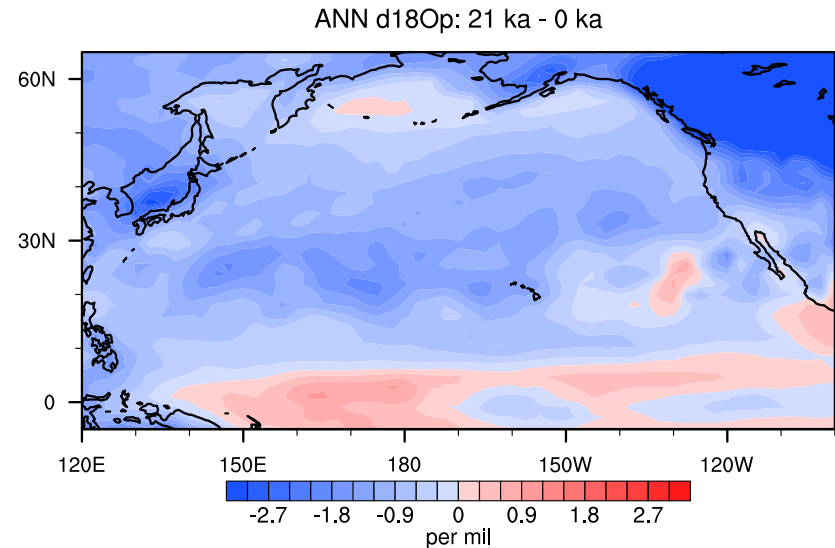 ANN d18Op: 21 ka - 0 ka
60N
30N
0
120E 150E 180 150W 120W
-2.7 -1.8 -0.9 0 0.9 1.8 2.7
per mil